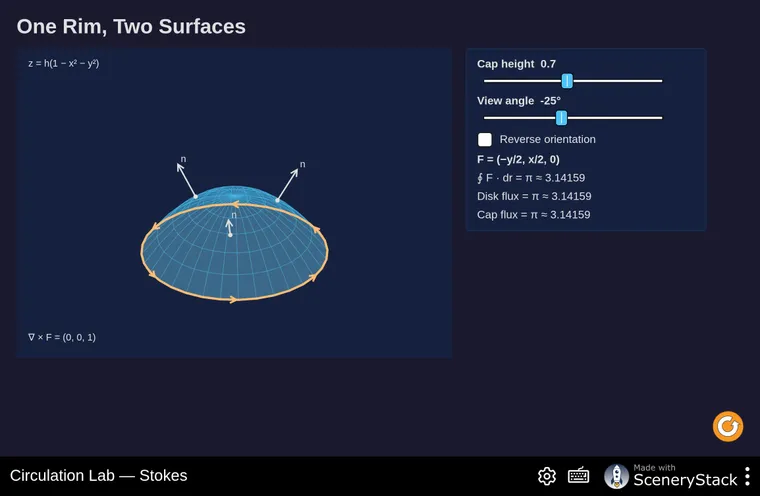 One Rim, Two Surfaces
z = h(1 − x² − y²)
n
n
n
∇ × F = (0, 0, 1)
Cap height 0.7
View angle -25°
Reverse orientation
F = (−y/2, x/2, 0)
∮ F · dr = π ≈ 3.14159
Disk flux = π ≈ 3.14159
Cap flux = π ≈ 3.14159
Circulation Lab — Stokes
Made with
SceneryStack